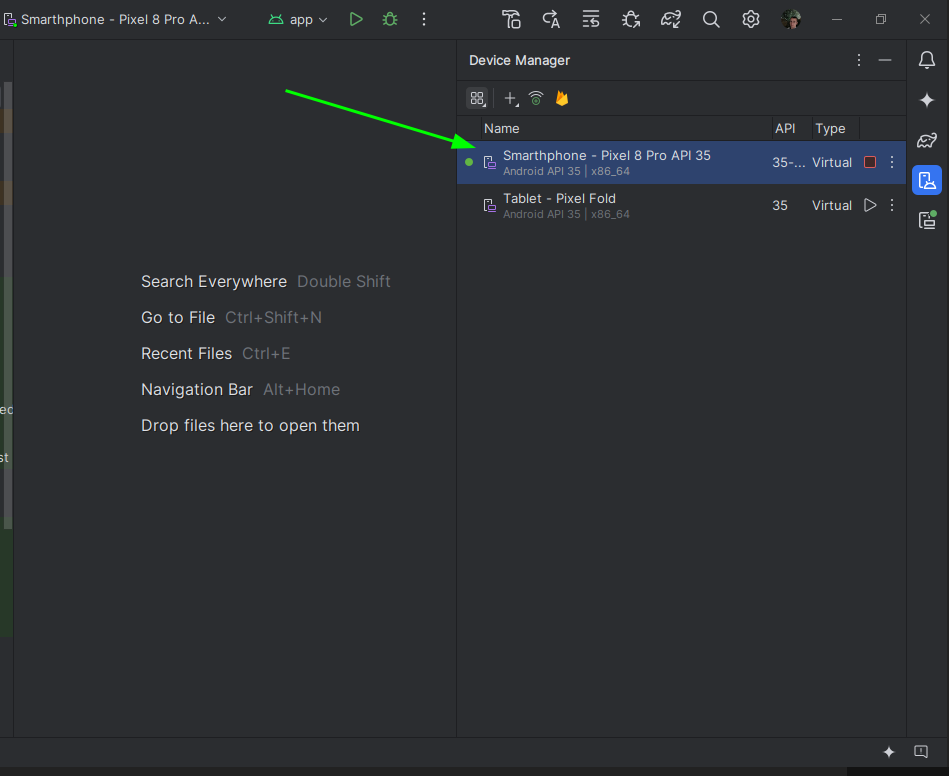 Smarthphone - Pixel 8 Pro A...
app
Device Manager
Name API Type
Smarthphone - Pixel 8 Pro API 35
Android API 35 | x86_64
35-... Virtual
Tablet - Pixel Fold
Android API 35 | x86_64
35 Virtual
Search Everywhere Double Shift
Go to File Ctrl+Shift+N
Recent Files Ctrl+E
Navigation Bar Alt+Home
Drop files here to open them
ec
st